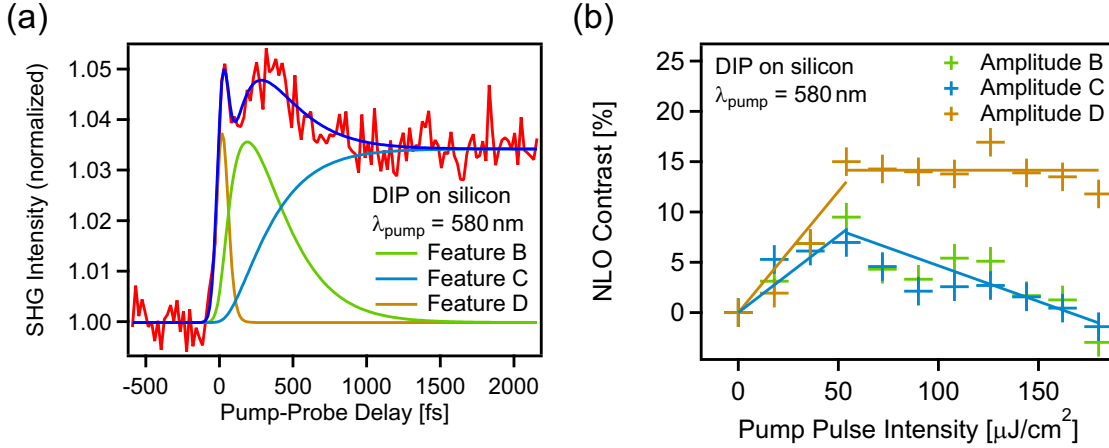 (a)
SHG Intensity (normalized)
1.05
1.04
1.03
1.02
1.01
1.00
DIP on silicon
λpump = 580 nm
Feature B
Feature C
Feature D
-500
0
500
1000
1500
2000
Pump-Probe Delay [fs]
(b)
NLO Contrast [%]
25
20
15
10
5
0
DIP on silicon
λpump = 580 nm
Amplitude B
Amplitude C
Amplitude D
0
50
100
150
Pump Pulse Intensity [μJ/cm²]